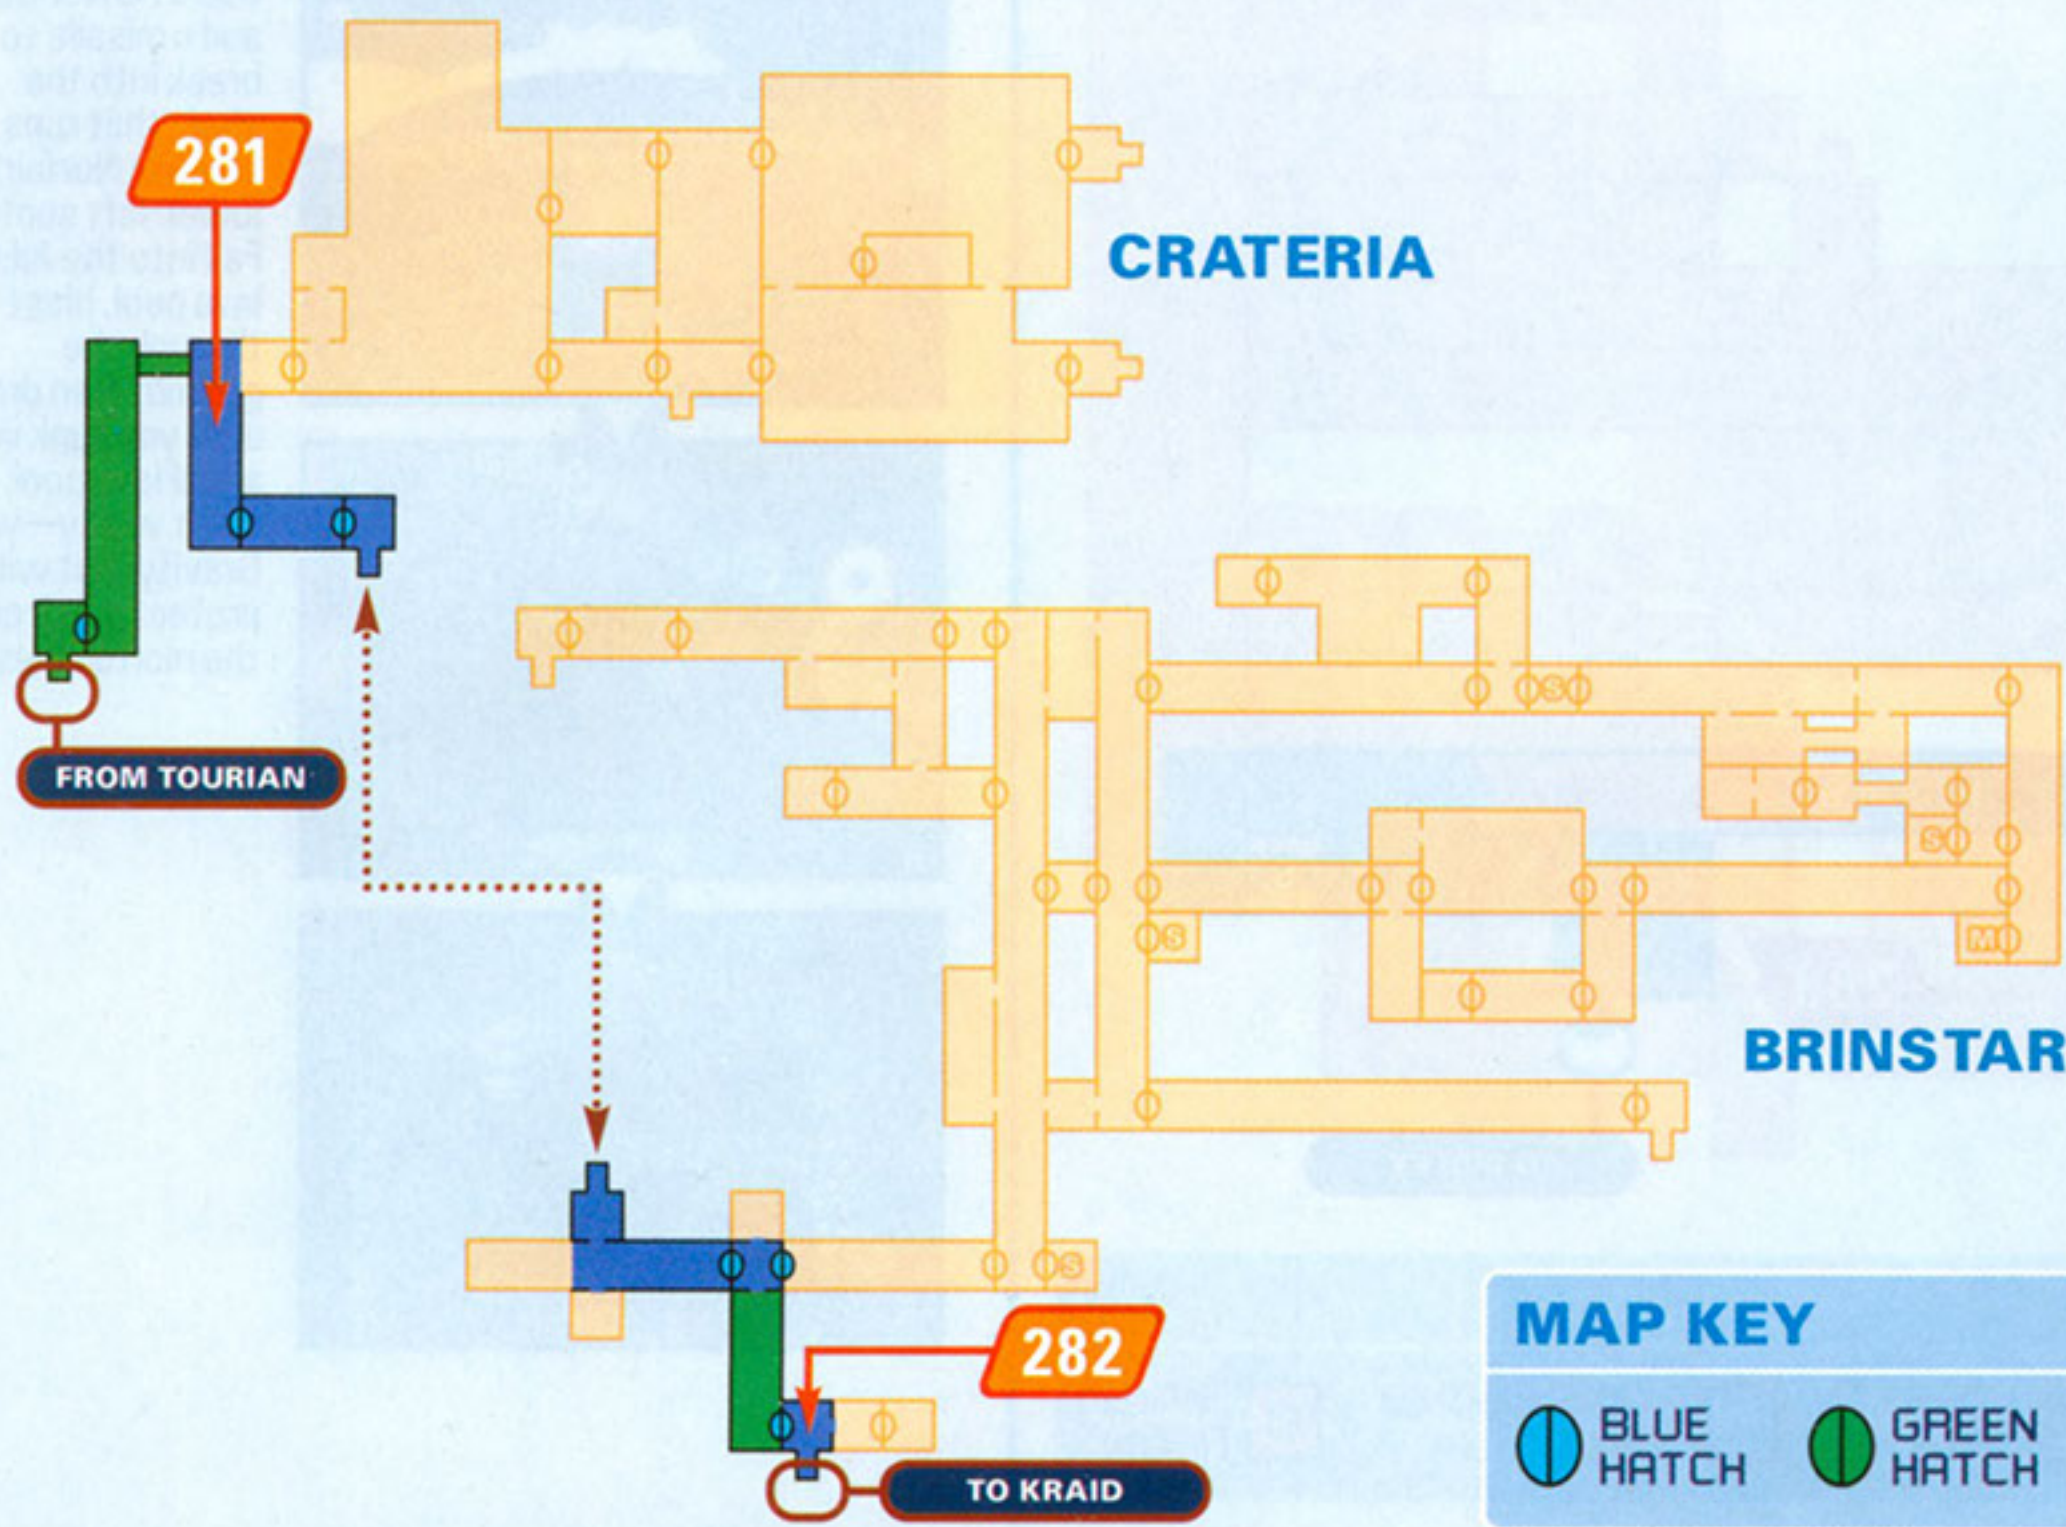 281
CRATERIA
FROM TOURIAN
S
S
S
M
BRINSTAR
S
282
TO KRAID
MAP KEY
BLUE
HATCH
GREEN
HATCH